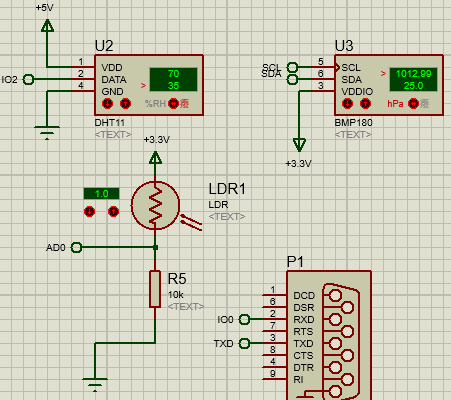 +5V
U2
1 VDD
IO2 2 DATA
4 GND
70
> 35
%RH
DHT11
<TEXT>
U3
SCL 5 SCL
SDA 6 SDA
3 VDDIO
> 1012.99
25.0
hPa
BMP180
<TEXT>
+3.3V
+3.3V
1.0
LDR1
LDR
<TEXT>
AD0
R5
10k
<TEXT>
P1
1 DCD
6 DSR
IO0 2 RXD
7 RTS
TXD 3 TXD
8 CTS
4 DTR
9 RI